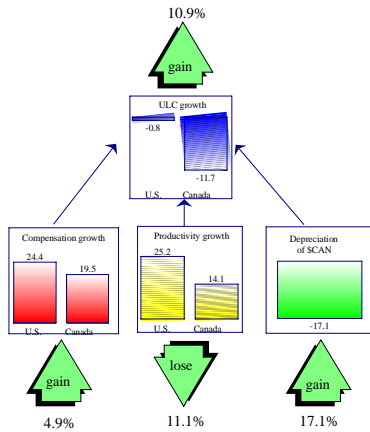 10.9%
gain
ULC growth
-0.8
-11.7
U.S. Canada
Compensation growth
24.4
19.5
U.S. Canada
Productivity growth
25.2
14.1
U.S. Canada
Depreciation
of $CAN
-17.1
gain
lose
gain
4.9%
11.1%
17.1%